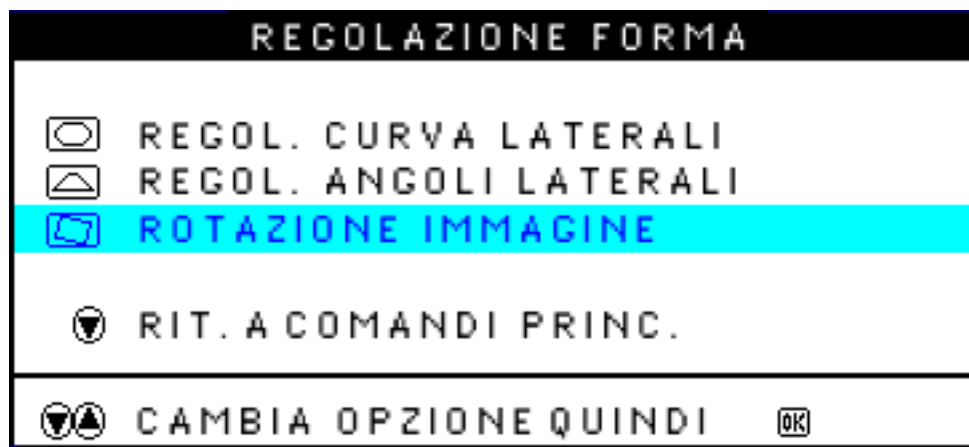 REGOLAZIONE FORMA
REGOL. CURVA LATERALI
REGOL. ANGOLI LATERALI
ROTAZIONE IMMAGINE
RIT. A COMANDI PRINC.
CAMBIA OPZIONE QUINDI OK